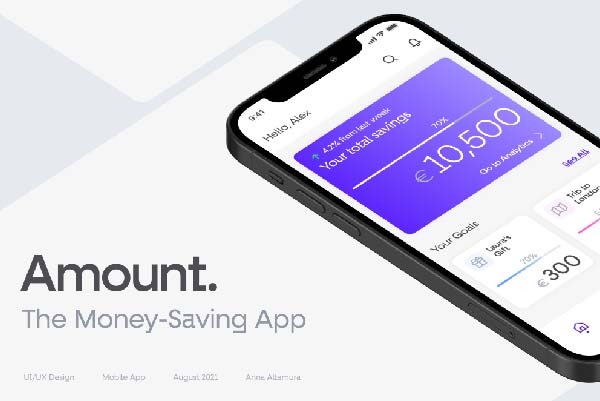 9:41
Hello, Alex
4.2% from last week
Your total savings
70%
€10,500
Go to Analytics
Your Goals
See All
Laura's
Gift
70%
€300
Trip to
London
Amount.
The Money-Saving App
UI/UX Design Mobile App August 2021 Anna Altamura